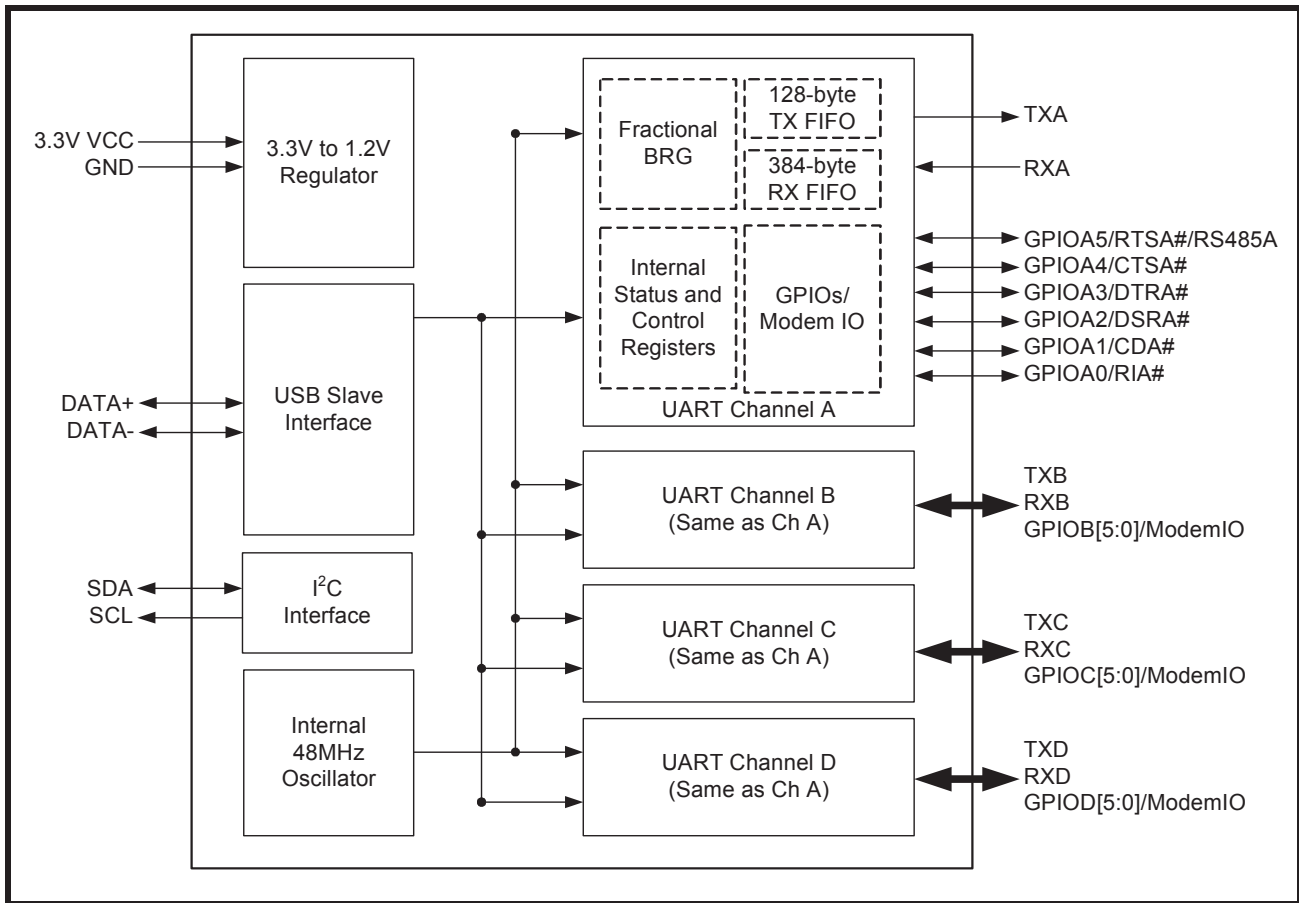 3.3V VCC
GND
3.3V to 1.2V
Regulator
DATA+
DATA-
USB Slave
Interface
SDA
SCL
I²C
Interface
Internal
48MHz
Oscillator
Fractional
BRG
128-byte
TX FIFO
384-byte
RX FIFO
Internal
Status and
Control
Registers
GPIOs/
Modem IO
UART Channel A
TXA
RXA
GPIOA5/RTSA#/RS485A
GPIOA4/CTSA#
GPIOA3/DTRA#
GPIOA2/DSRA#
GPIOA1/CDA#
GPIOA0/RIA#
UART Channel B
(Same as Ch A)
TXB
RXB
GPIOB[5:0]/ModemIO
UART Channel C
(Same as Ch A)
TXC
RXC
GPIOC[5:0]/ModemIO
UART Channel D
(Same as Ch A)
TXD
RXD
GPIOD[5:0]/ModemIO